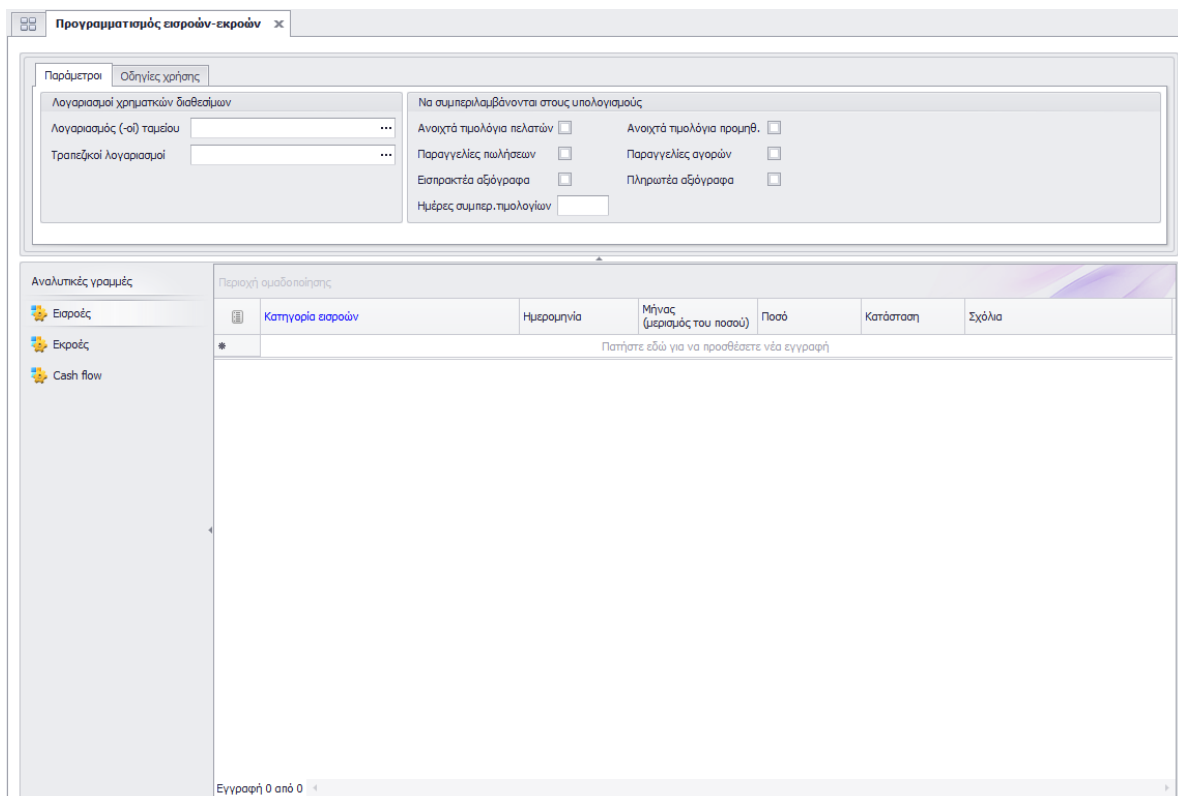 Προγραμματισμός εισροών-εκροών
Παράμετροι Οδηγίες χρήσης
Λογαριασμοί χρηματκών διαθεσίμων
Λογαριασμός (-οί) ταμείου
Τραπεζικοί λογαριασμοί
Να συμπεριλαμβάνονται στους υπολογισμούς
Ανοιχτά τιμολόγια πελατών Ανοιχτά τιμολόγια προμηθ.
Παραγγελίες πωλήσεων Παραγγελίες αγορών
Εισπρακτέα αξιόγραφα Πληρωτέα αξιόγραφα
Ημέρες συμπερ.τιμολογίων
Αναλυτικές γραμμές
Εισροές
Εκροές
Cash flow
Περιοχή ομαδοποίησης
Κατηγορία εισροών Ημερομηνία Μήνας Ποσό Κατάσταση Σχόλια
(μερισμός του ποσού)
Πατήστε εδώ για να προσθέσετε νέα εγγραφή
Εγγραφή 0 από 0